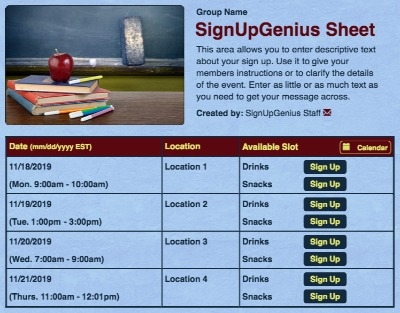 Group Name
SignUpGenius Sheet
This area allows you to enter descriptive text
about your sign up. Use it to give your
members instructions or to clarify the details
of the event. Enter as little or as much text as
you need to get your message across.
Created by: SignUpGenius Staff
Date (mm/dd/yyyy EST) Location Available Slot Calendar
11/18/2019 Location 1 Drinks Sign Up
(Mon. 9:00am - 10:00am) Snacks Sign Up
11/19/2019 Location 2 Drinks Sign Up
(Tue. 1:00pm - 3:00pm) Snacks Sign Up
11/20/2019 Location 3 Drinks Sign Up
(Wed. 7:00am - 9:00am) Snacks Sign Up
11/21/2019 Location 4 Drinks Sign Up
(Thurs. 11:00am - 12:01pm) Snacks Sign Up